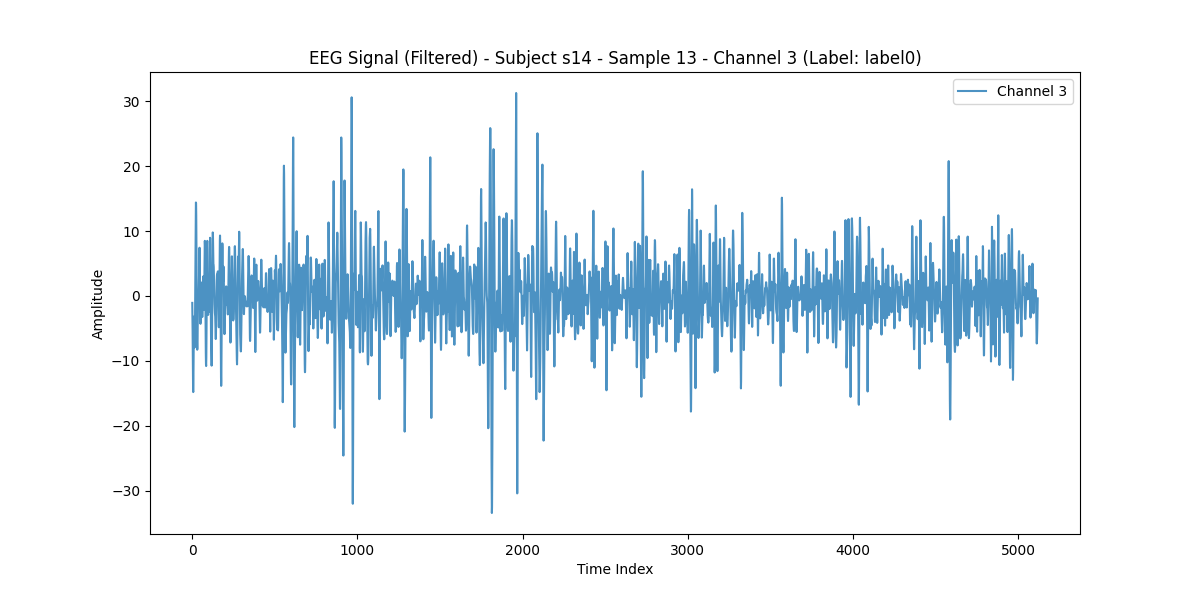 EEG Signal (Filtered) - Subject s14 - Sample 13 - Channel 3 (Label: label0)
Channel 3
30
20
10
0
−10
−20
−30
Amplitude
0 1000 2000 3000 4000 5000
Time Index